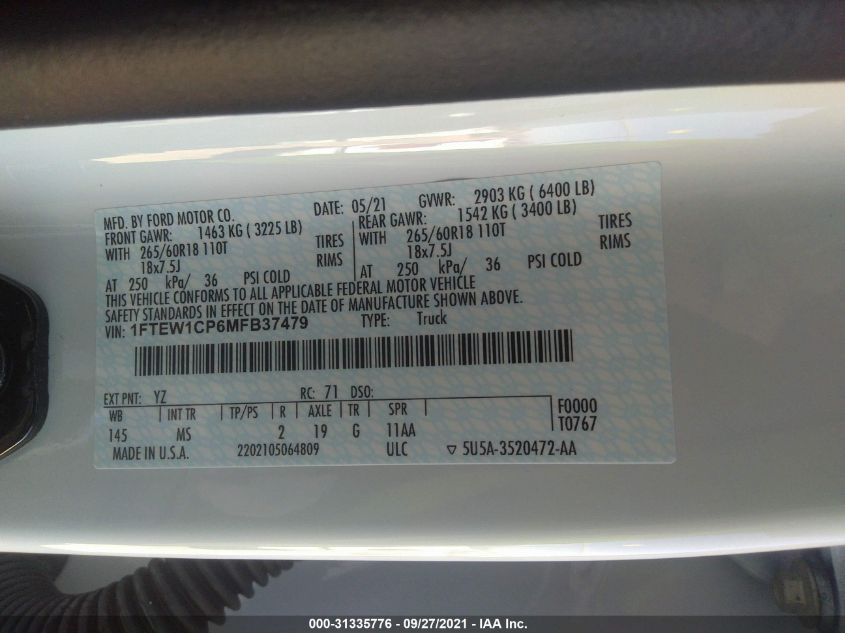 MFD. BY FORD MOTOR CO. DATE: 05/21 GVWR: 2903 KG ( 6400 LB)
FRONT GAWR: 1463 KG ( 3225 LB) REAR GAWR: 1542 KG ( 3400 LB)
WITH 265/60R18 110T TIRES WITH 265/60R18 110T TIRES
18x7.5J RIMS 18x7.5J RIMS
AT 250 kPa/ 36 PSI COLD AT 250 kPa/ 36 PSI COLD
THIS VEHICLE CONFORMS TO ALL APPLICABLE FEDERAL MOTOR VEHICLE
SAFETY STANDARDS IN EFFECT ON THE DATE OF MANUFACTURE SHOWN ABOVE.
VIN: 1FTEW1CP6MFB37479 TYPE: Truck
EXT PNT: YZ RC: 71 DSO:
WB INT TR TP/PS R AXLE TR SPR F0000
145 MS 2 19 G 11AA T0767
MADE IN U.S.A. 2202105064809 ULC ▽ 5U5A-3520472-AA
000-31335776 - 09/27/2021 - IAA Inc.